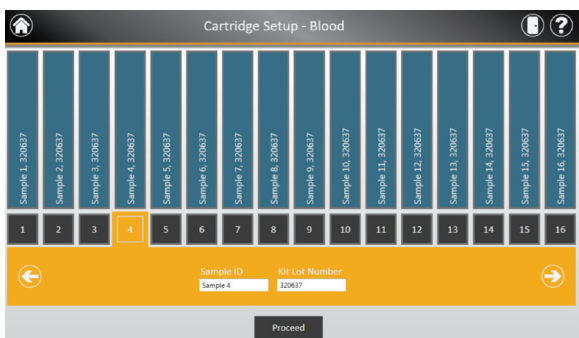 Cartridge Setup - Blood
?
Sample 1, 320637
Sample 2, 320637
Sample 3, 320637
Sample 4, 320637
Sample 5, 320637
Sample 6, 320637
Sample 7, 320637
Sample 8, 320637
Sample 9, 320637
Sample 10, 320637
Sample 11, 320637
Sample 12, 320637
Sample 13, 320637
Sample 14, 320637
Sample 15, 320637
Sample 16, 320637
1 2 3 4 5 6 7 8 9 10 11 12 13 14 15 16
Sample ID Kit Lot Number
Sample 4 320637
Proceed